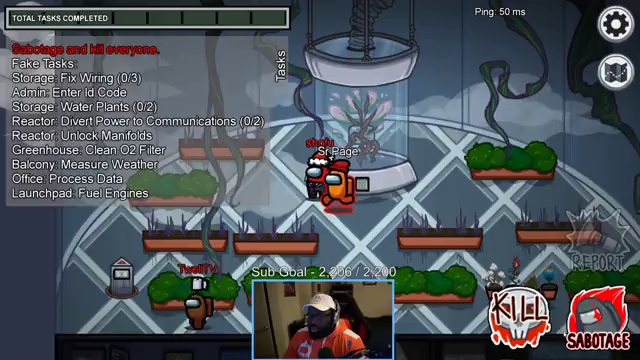 TOTAL TASKS COMPLETED
Ping: 50 ms
Sabotage and kill everyone.
Fake Tasks:
Storage: Fix Wiring (0/3)
Admin: Enter Id Code
Storage: Water Plants (0/2)
Reactor: Divert Power to Communications (0/2)
Reactor: Unlock Manifolds
Greenhouse: Clean O2 Filter
Balcony: Measure Weather
Office: Process Data
Launchpad: Fuel Engines
Tasks
Sr Page
TwellTV
Sub Goal - 2,206 / 2,200
REPORT
KILL
SABOTAGE